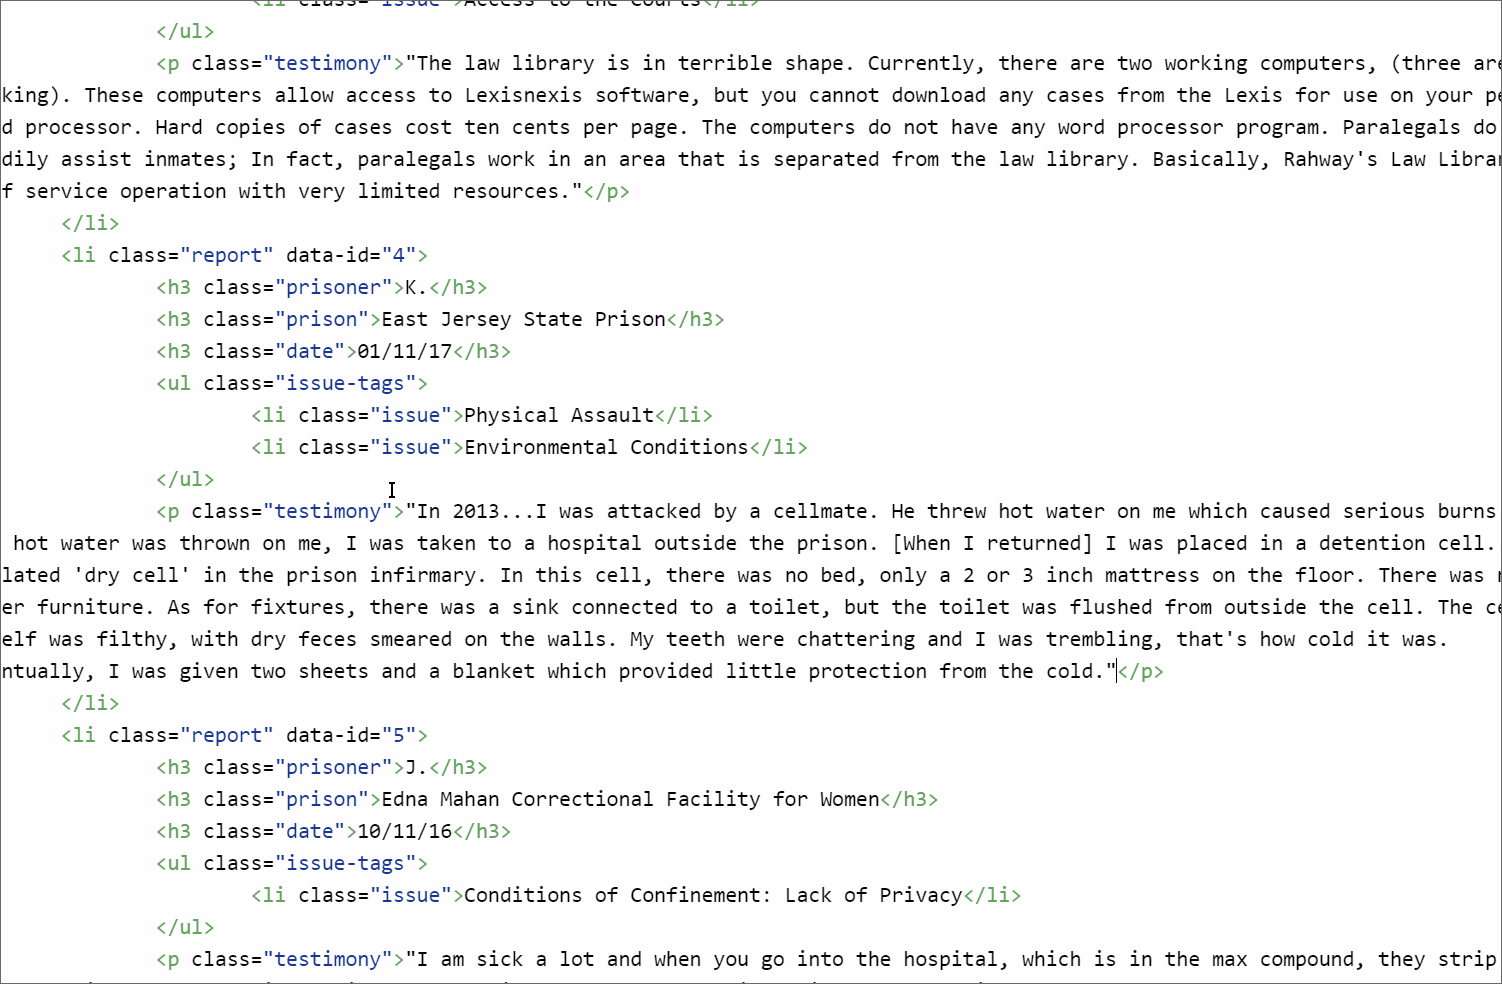 <li class="issue">Access to the Courts</li>
</ul>
<p class="testimony">"The law library is in terrible shape. Currently, there are two working computers, (three are
king). These computers allow access to Lexisnexis software, but you cannot download any cases from the Lexis for use on your
d processor. Hard copies of cases cost ten cents per page. The computers do not have any word processor program. Paralegals do
dily assist inmates; In fact, paralegals work in an area that is separated from the law library. Basically, Rahway's Law
f service operation with very limited resources."</p>
</li>
<li class="report" data-id="4">
<h3 class="prisoner">K.</h3>
<h3 class="prison">East Jersey State Prison</h3>
<h3 class="date">01/11/17</h3>
<ul class="issue-tags">
<li class="issue">Physical Assault</li>
<li class="issue">Environmental Conditions</li>
</ul>
<p class="testimony">"In 2013...I was attacked by a cellmate. He threw hot water on me which caused serious burns
hot water was thrown on me, I was taken to a hospital outside the prison. [When I returned] I was placed in a detention cell.
lated 'dry cell' in the prison infirmary. In this cell, there was no bed, only a 2 or 3 inch mattress on the floor. There was
er furniture. As for fixtures, there was a sink connected to a toilet, but the toilet was flushed from outside the cell. The
elf was filthy, with dry feces smeared on the walls. My teeth were chattering and I was trembling, that's how cold it was.
ntually, I was given two sheets and a blanket which provided little protection from the cold."</p>
</li>
<li class="report" data-id="5">
<h3 class="prisoner">J.</h3>
<h3 class="prison">Edna Mahan Correctional Facility for Women</h3>
<h3 class="date">10/11/16</h3>
<ul class="issue-tags">
<li class="issue">Conditions of Confinement: Lack of Privacy</li>
</ul>
<p class="testimony">"I am sick a lot and when you go into the hospital, which is in the max compound, they strip